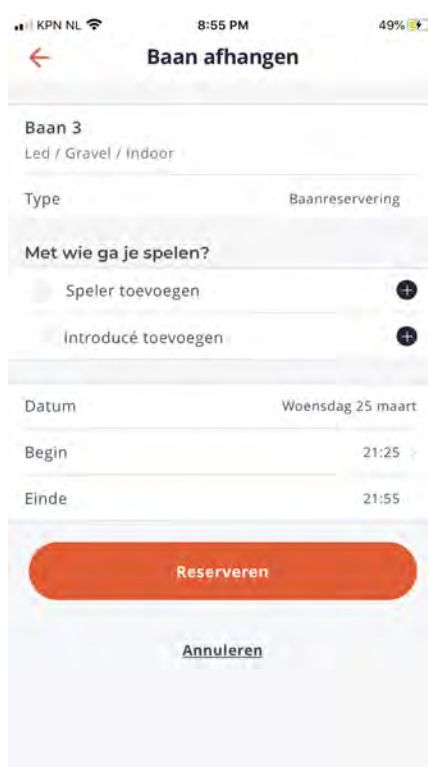 KPN NL 8:55 PM 49%
Baan afhangen
Baan 3
Led / Gravel / Indoor
Type Baanreservering
Met wie ga je spelen?
Speler toevoegen
Introducé toevoegen
Datum Woensdag 25 maart
Begin 21:25
Einde 21:55
Reserveren
Annuleren